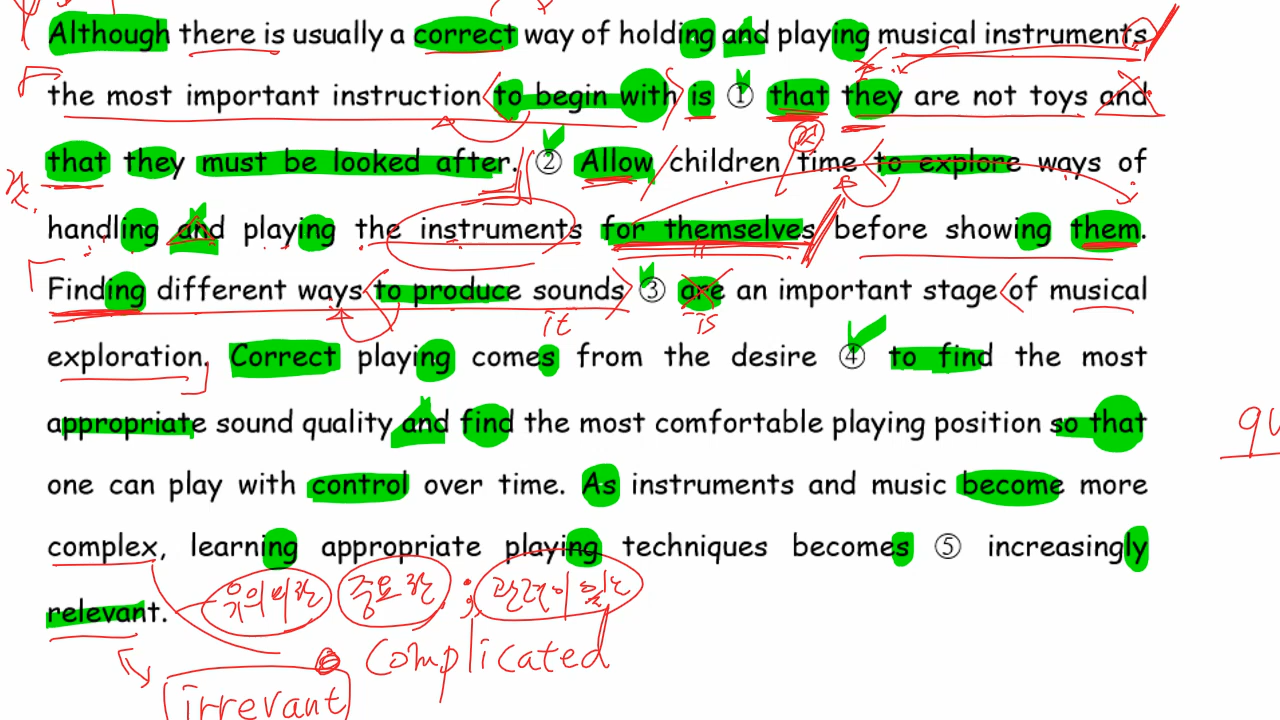 Although there is usually a correct way of holding and playing musical instruments
the most important instruction to begin with is ① that they are not toys and
that they must be looked after. ② Allow children time to explore ways of
handling and playing the instruments for themselves before showing them.
Finding different ways to produce sounds ③ are an important stage of musical
it is
exploration. Correct playing comes from the desire ④ to find the most
appropriate sound quality and find the most comfortable playing position so that
one can play with control over time. As instruments and music become more
complex, learning appropriate playing techniques becomes ⑤ increasingly
relevant. 유의미한 중요한 ; 관련이 있는
complicated
irrevant